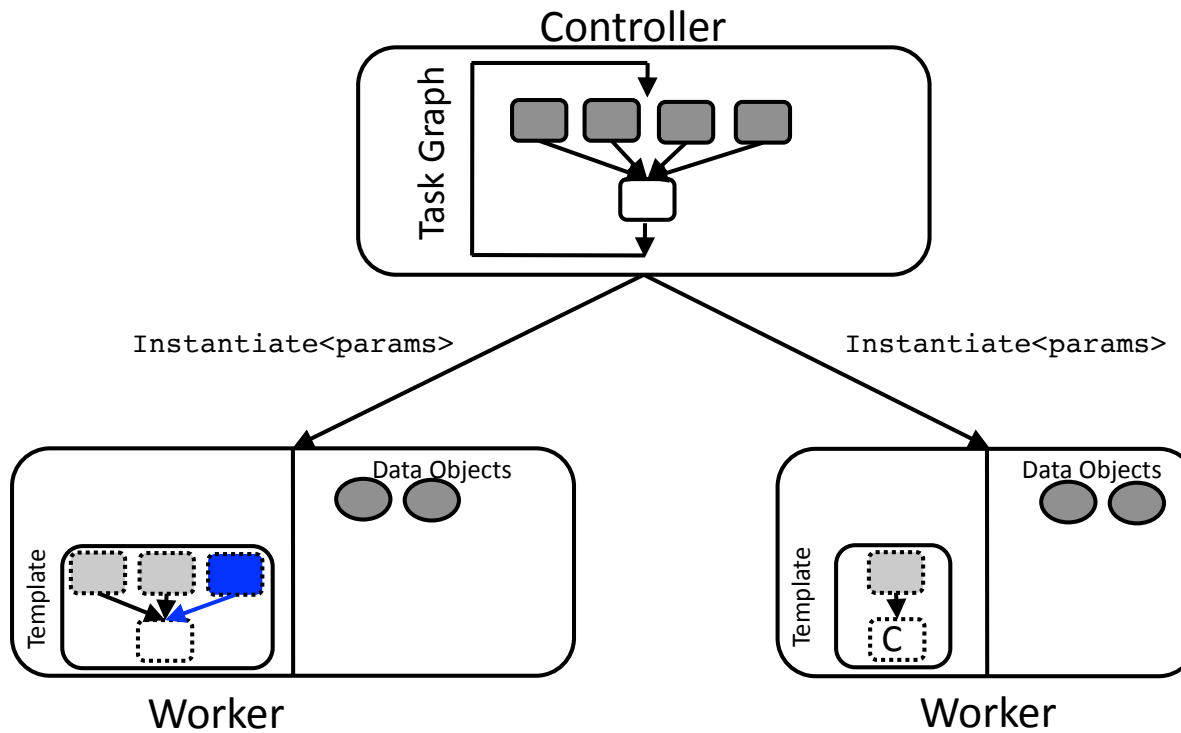 Controller
Task Graph
Instantiate<params>
Instantiate<params>
Data Objects
Template
Worker
Data Objects
Template
C
Worker